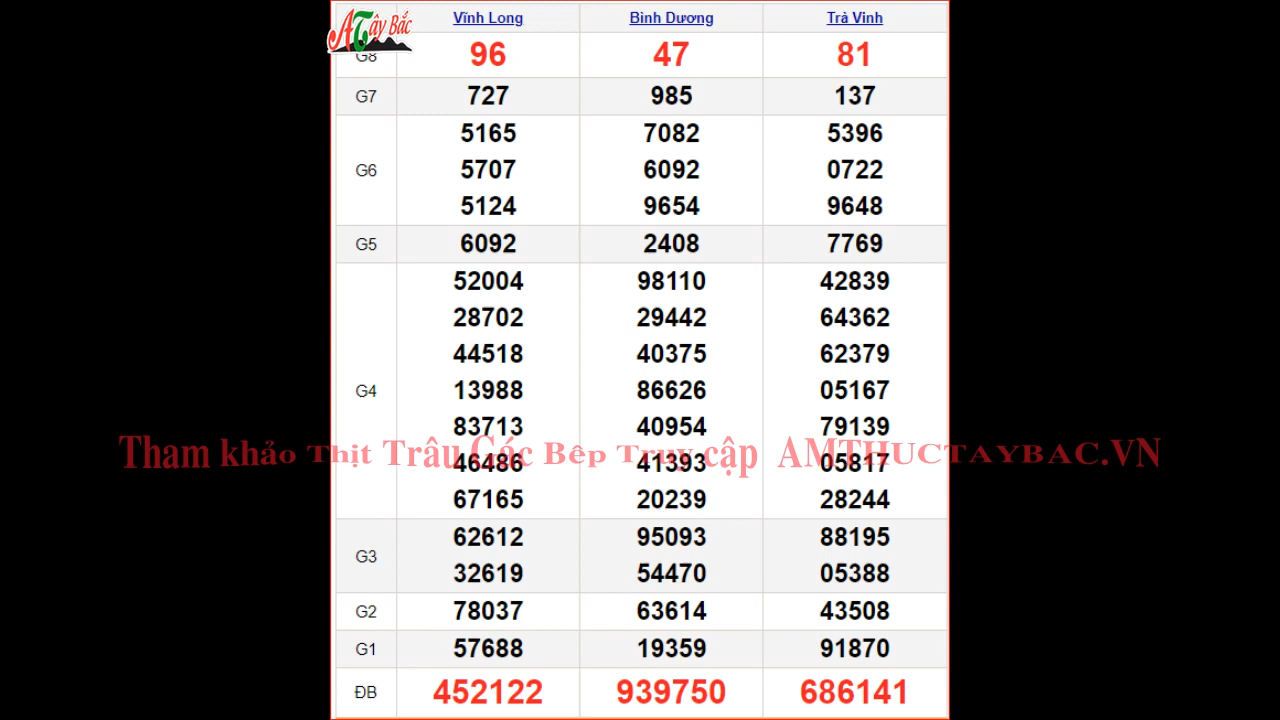 ATây Bắc
Vĩnh Long Bình Dương Trà Vinh
G8 96 47 81
G7 727 985 137
5165 7082 5396
G6 5707 6092 0722
5124 9654 9648
G5 6092 2408 7769
52004 98110 42839
28702 29442 64362
44518 40375 62379
G4 13988 86626 05167
83713 40954 79139
Tham khảo Thịt Trâu Gác Bếp Truy cập AMTHUCTAYBAC.VN
46486 41393 05817
67165 20239 28244
62612 95093 88195
G3
32619 54470 05388
G2 78037 63614 43508
G1 57688 19359 91870
ĐB 452122 939750 686141